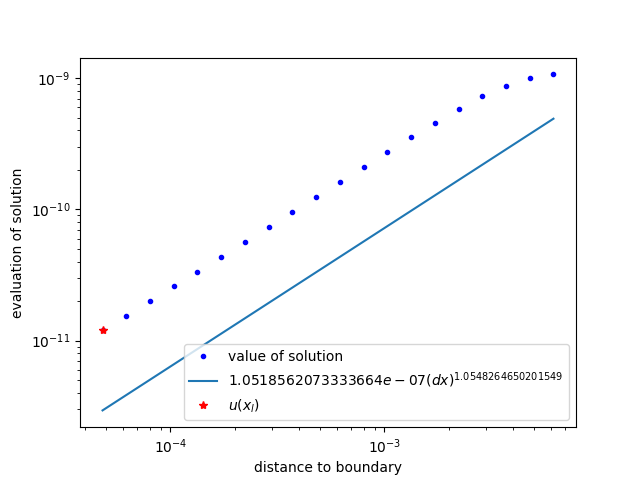 10⁻⁹
10⁻¹⁰
10⁻¹¹
evaluation of solution
value of solution
1.0518562073333664e − 07(dx)^1.0548264650201549
u(x_l)
10⁻⁴
10⁻³
distance to boundary